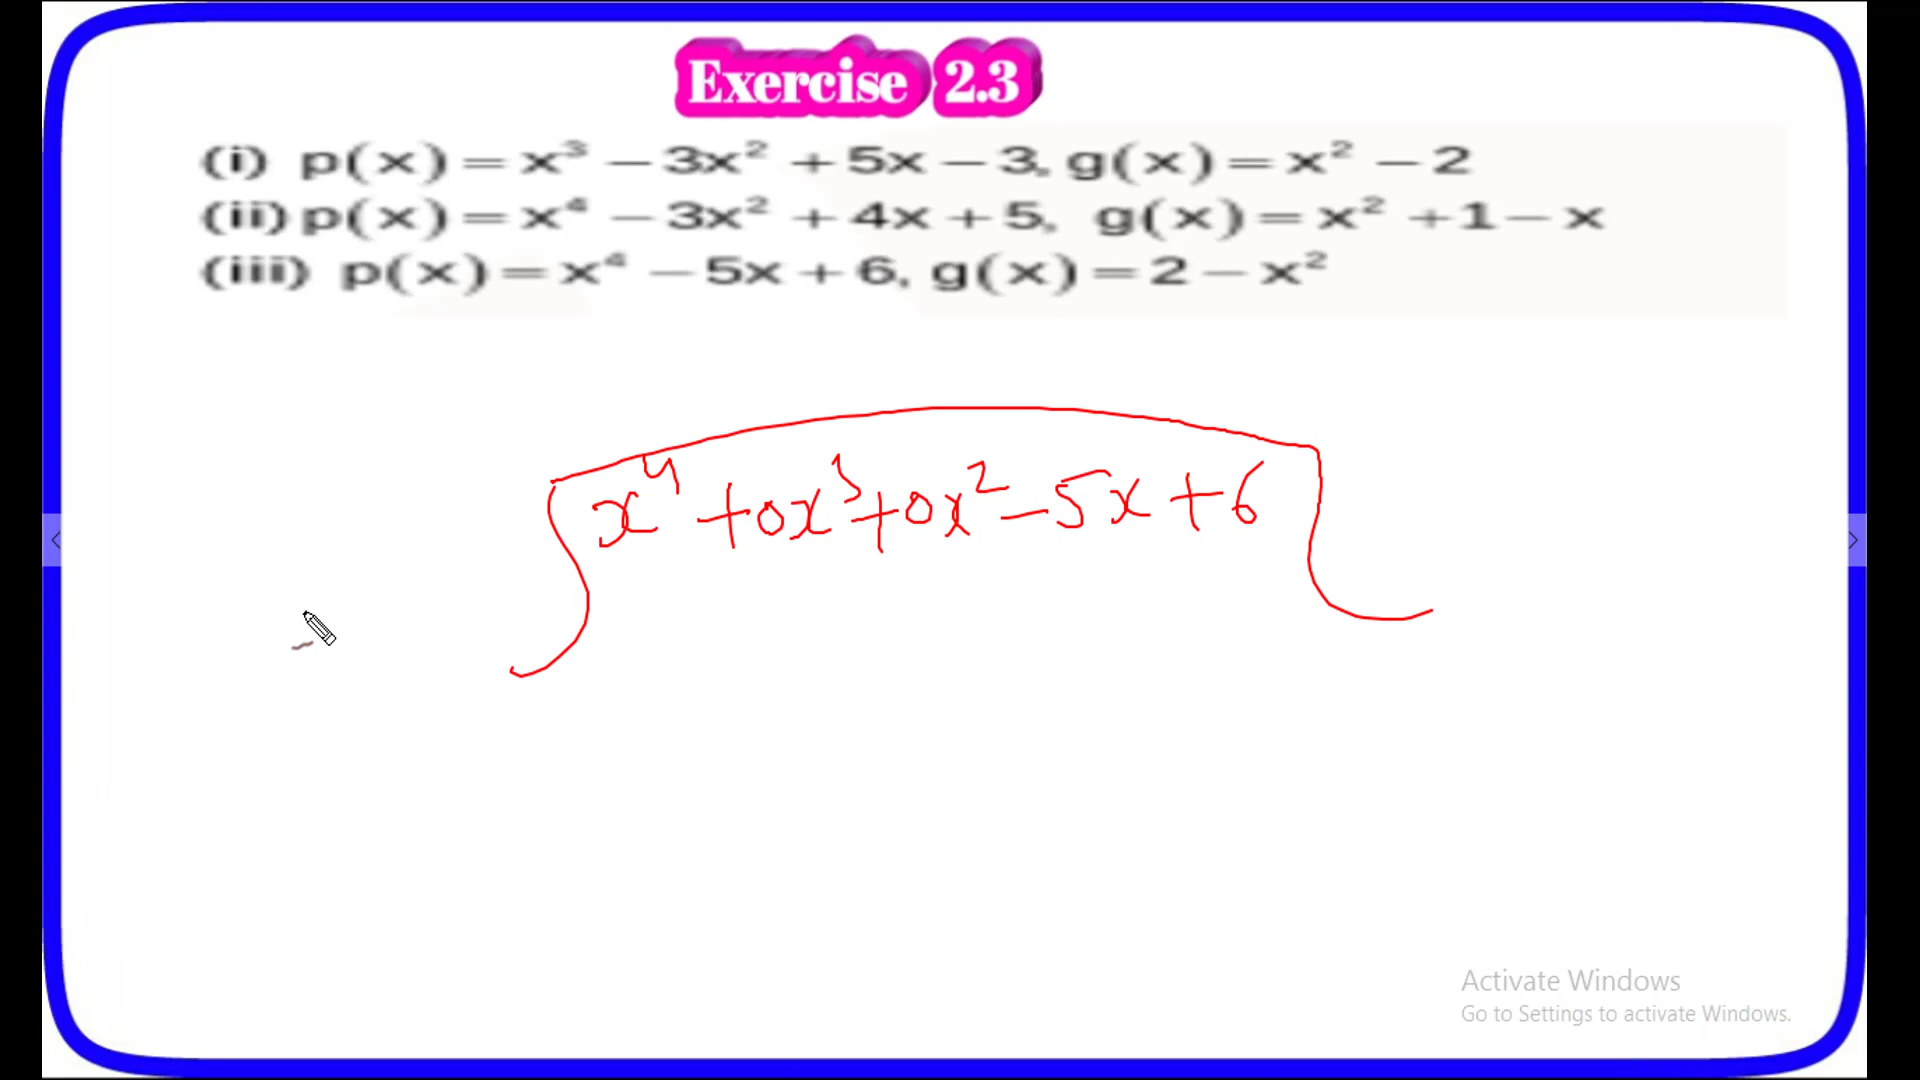 Exercise 2.3
(i) p(x) = x³ − 3x² + 5x − 3, g(x) = x² − 2
(ii) p(x) = x⁴ − 3x² + 4x + 5, g(x) = x² + 1 − x
(iii) p(x) = x⁴ − 5x + 6, g(x) = 2 − x²
x⁴ + 0x³ + 0x² − 5x + 6
Activate Windows
Go to Settings to activate Windows.